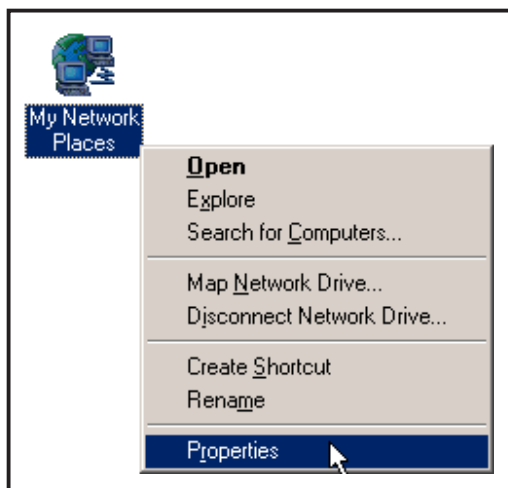 My Network
Places
Open
Explore
Search for Computers...
Map Network Drive...
Disconnect Network Drive...
Create Shortcut
Rename
Properties